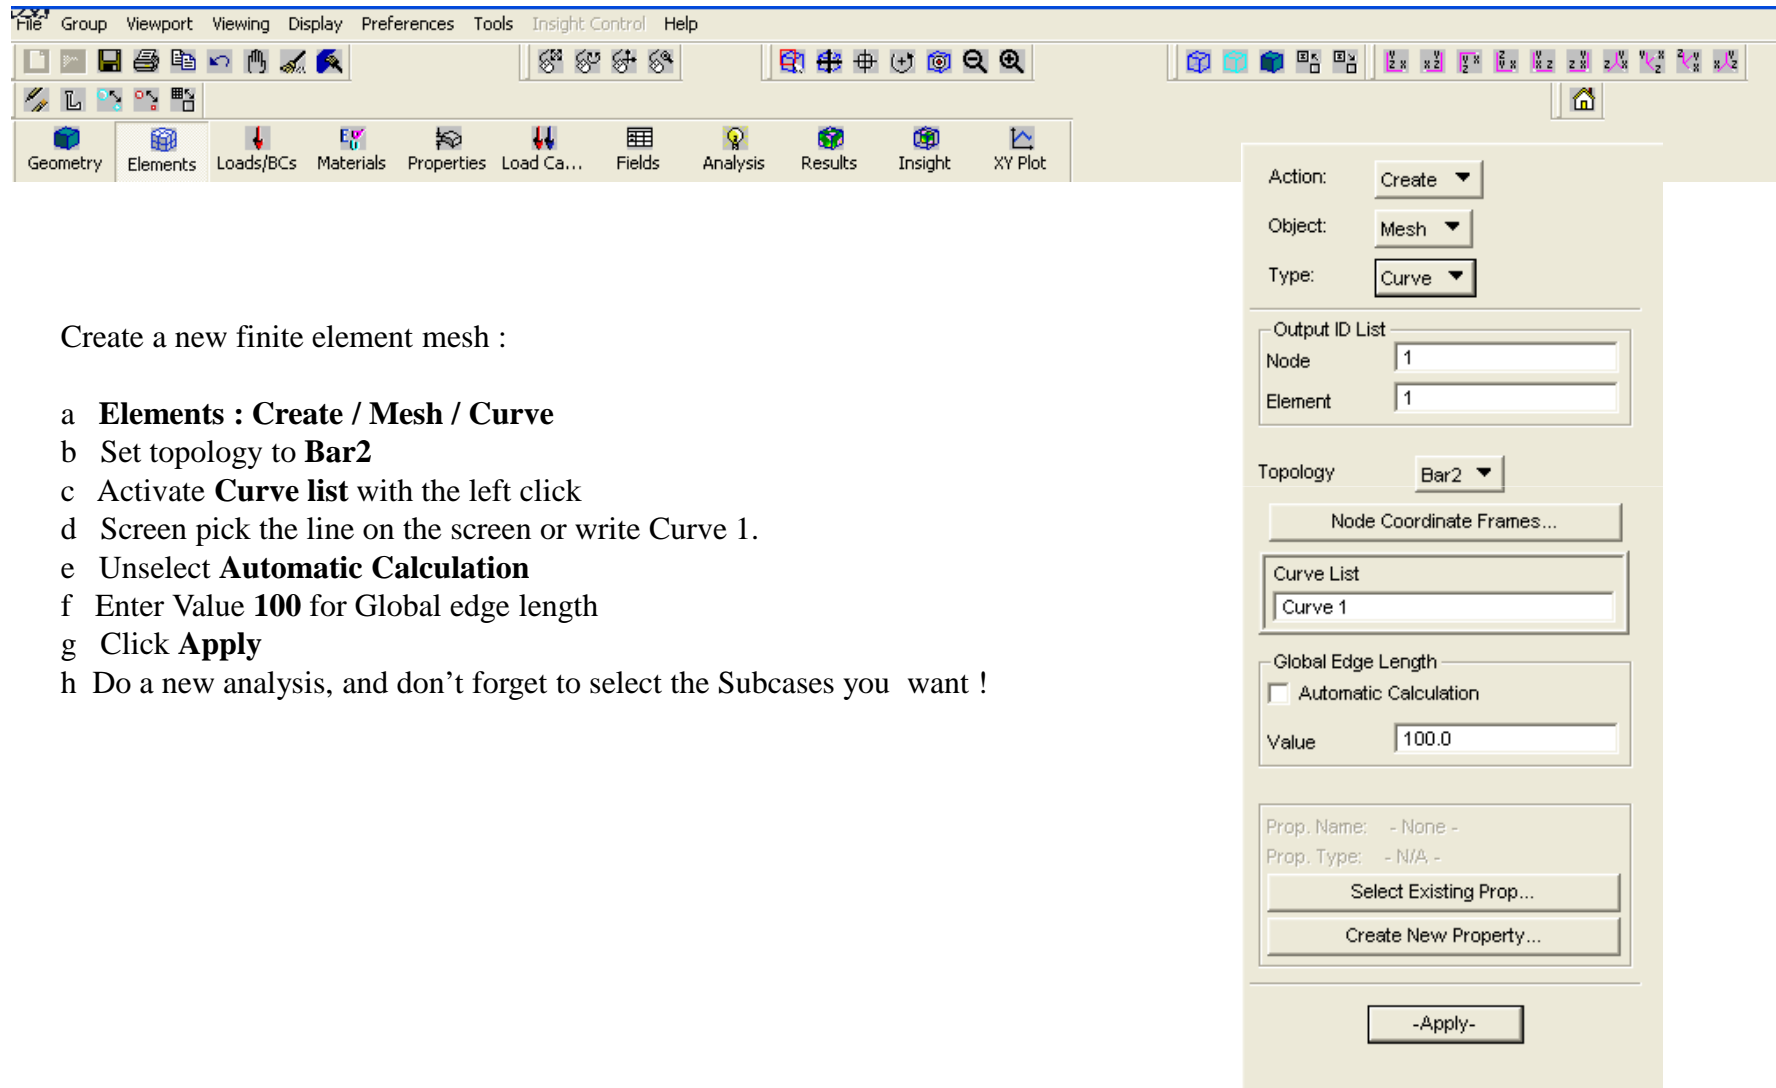 File Group Viewport Viewing Display Preferences Tools Insight Control Help
Geometry Elements Loads/BCs Materials Properties Load Ca... Fields Analysis Results Insight XY Plot
Action: Create
Object: Mesh
Type: Curve
Output ID List
Node 1
Element 1
Topology Bar2
Node Coordinate Frames...
Curve List
Curve 1
Global Edge Length
Automatic Calculation
Value 100.0
Prop. Name: - None -
Prop. Type: - N/A -
Select Existing Prop...
Create New Property...
-Apply-
Create a new finite element mesh :
a Elements : Create / Mesh / Curve
b Set topology to Bar2
c Activate Curve list with the left click
d Screen pick the line on the screen or write Curve 1.
e Unselect Automatic Calculation
f Enter Value 100 for Global edge length
g Click Apply
h Do a new analysis, and don't forget to select the Subcases you want !